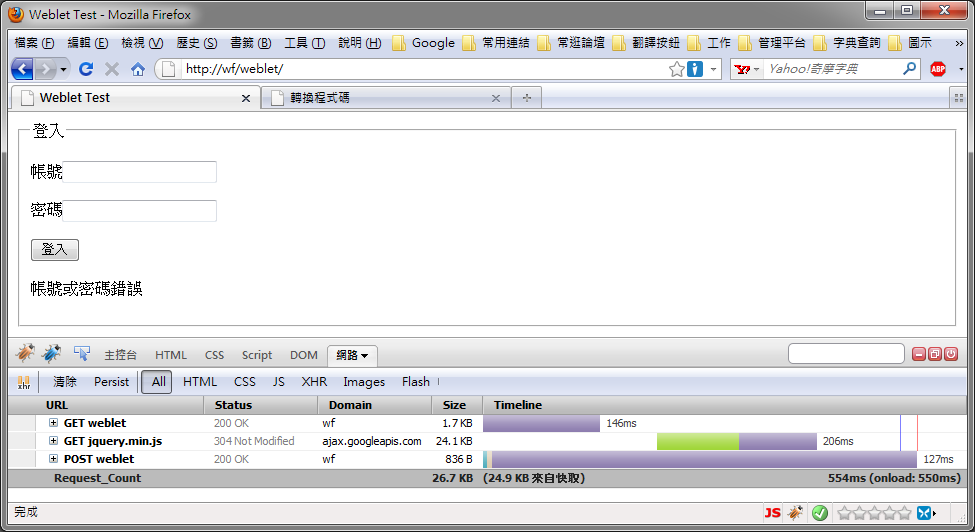 Weblet Test - Mozilla Firefox
檔案 (F) 編輯 (E) 檢視 (V) 歷史 (S) 書籤 (B) 工具 (T) 說明 (H) Google 常用連結 常逛論壇 翻譯按鈕 工作 管理平台 字典查詢 圖示 »
http://wf/weblet/ Y! Yahoo!奇摩字典 ABP
Weblet Test 轉換程式碼
登入
帳號
密碼
登入
帳號或密碼錯誤
主控台 HTML CSS Script DOM 網路
xhr 清除 Persist All HTML CSS JS XHR Images Flash
URL Status Domain Size Timeline
GET weblet 200 OK wf 1.7 KB 146ms
GET jquery.min.js 304 Not Modified ajax.googleapis.com 24.1 KB 206ms
POST weblet 200 OK wf 836 B 127ms
Request_Count 26.7 KB (24.9 KB 來自快取) 554ms (onload: 550ms)
完成 JS